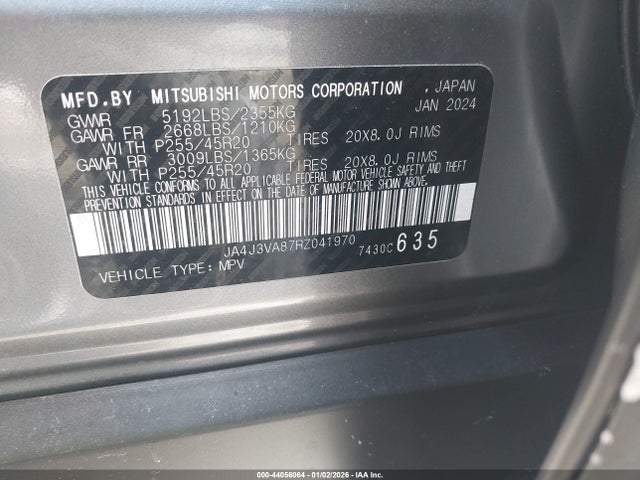 MFD.BY MITSUBISHI MOTORS CORPORATION , JAPAN
GVWR 5192LBS/2355KG JAN 2024
GAWR FR 2668LBS/1210KG
WITH P255/45R20 TIRES 20X8.0J RIMS
GAWR RR 3009LBS/1365KG
WITH P255/45R20 TIRES 20X8.0J RIMS
THIS VEHICLE CONFORMS TO ALL APPLICABLE FEDERAL MOTOR VEHICLE SAFETY AND
THEFT PREVENTION STANDARDS IN EFFECT ON THE DATE OF MANUFACTURE SHOWN ABOVE.
JA4J3VA87RZ041970
7430C 635
VEHICLE TYPE: MPV
000-44056064 | 01/02/2026 - IAA Inc.